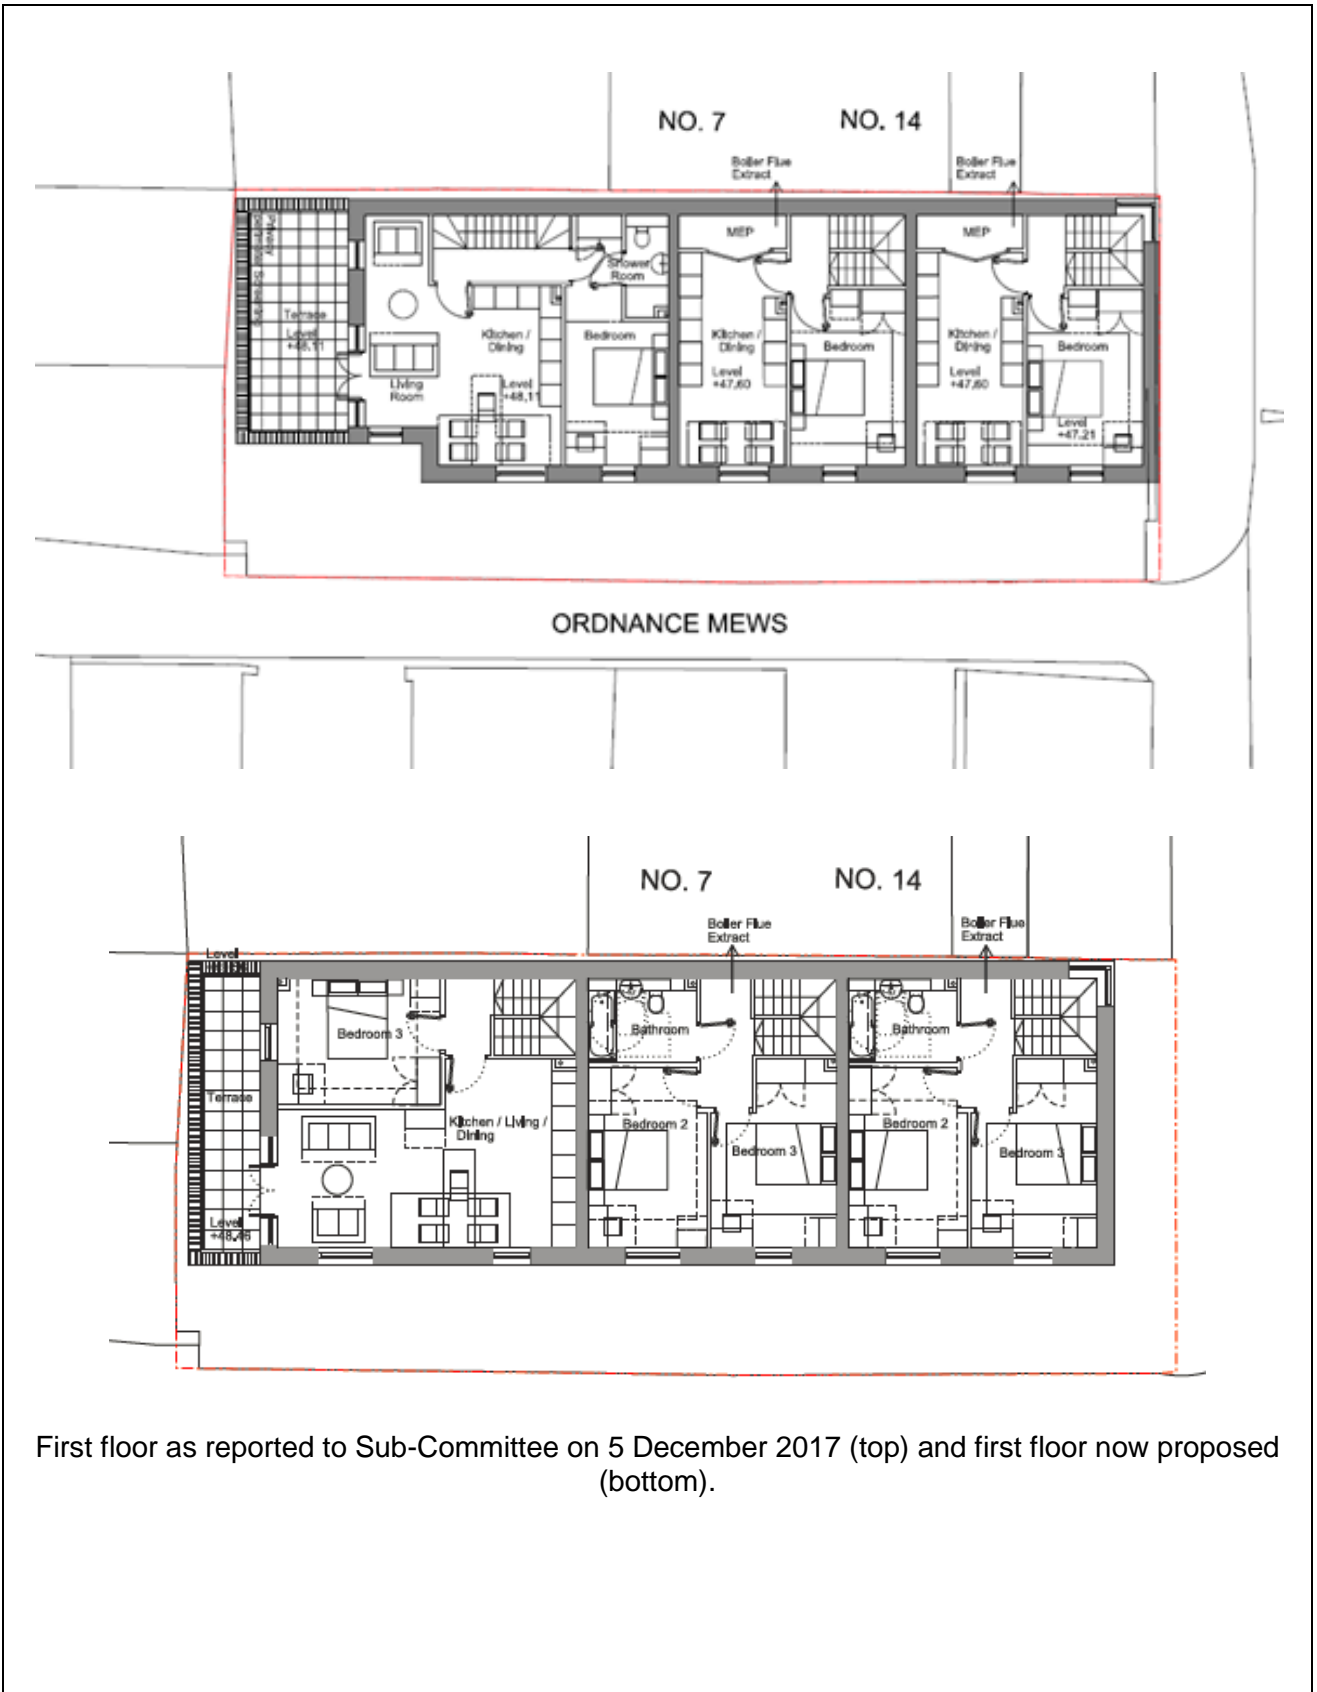 NO. 7
NO. 14
Boiler Flue
Extract
Boiler Flue
Extract
Privacy
Screening
MEP
MEP
Shower
Room
Terrace
Level
+48,11
Kitchen /
Dining
Bedroom
Kitchen /
Dining
Bedroom
Kitchen /
Dining
Bedroom
Living
Room
Level
+48,11
Level
+47,60
Level
+47,60
Level
+47,21
ORDNANCE MEWS
NO. 7
NO. 14
Boiler Flue
Extract
Boiler Flue
Extract
Level
Bedroom 3
Bathroom
Bathroom
Terrace
Kitchen / Living /
Dining
Bedroom 2
Bedroom 3
Bedroom 2
Bedroom 3
Level
+48,46
First floor as reported to Sub-Committee on 5 December 2017 (top) and first floor now proposed
(bottom).